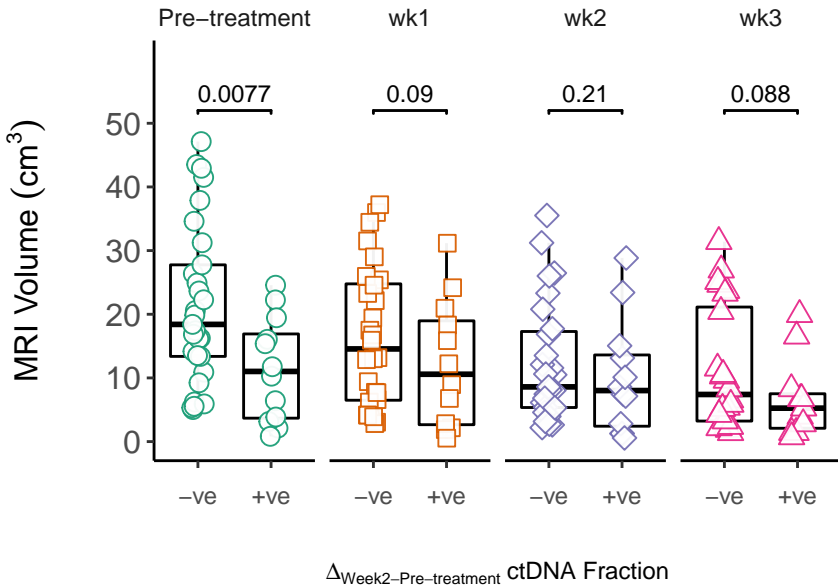 Pre−treatment wk1 wk2 wk3
0.0077 0.09 0.21 0.088
MRI Volume (cm³)
50
40
30
20
10
0
−ve +ve −ve +ve −ve +ve −ve +ve
Δ Week2−Pre−treatment ctDNA Fraction